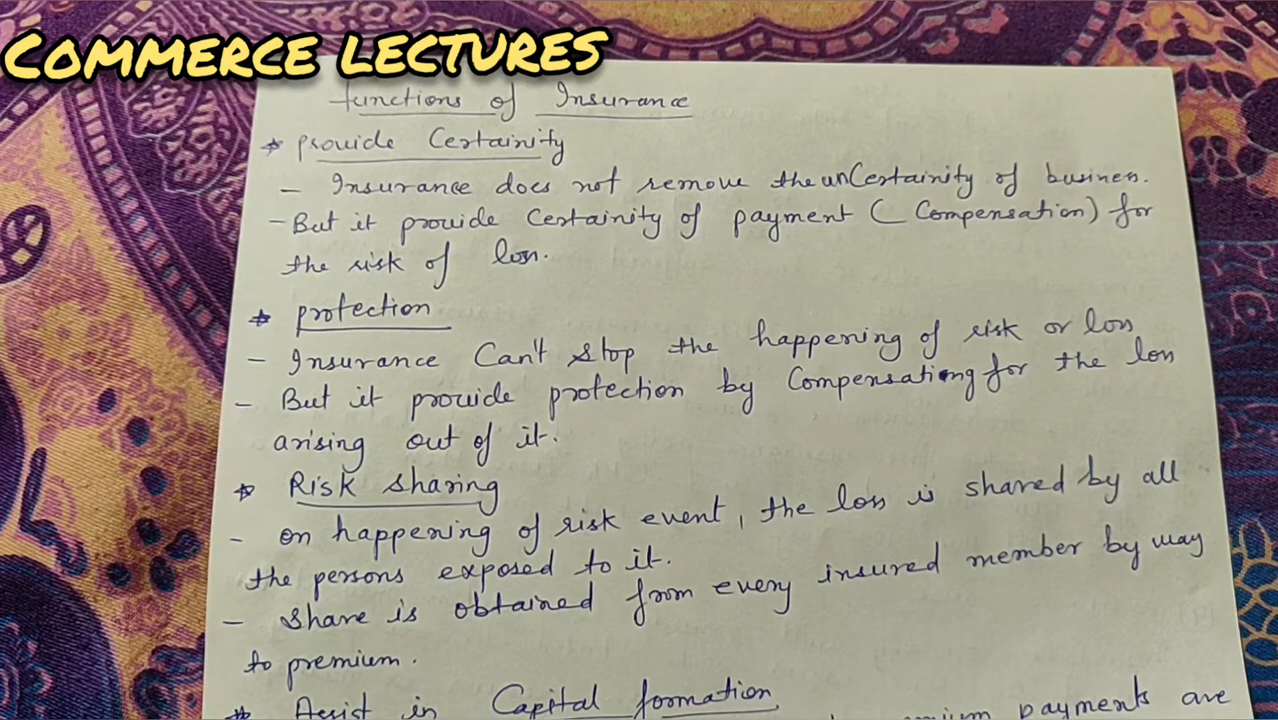 COMMERCE LECTURES
functions of Insurance
* provide Certainity
- Insurance does not remove the unCertainity of business.
- But it provide Certainity of payment (Compensation) for
the risk of loss.
* protection
- Insurance Can't stop the happening of risk or loss
- But it provide protection by Compensationg for the loss
arising out of it.
* Risk sharing
- on happening of risk event, the loss is shared by all
the persons exposed to it.
- share is obtained from every insured member by way
to premium.
* Assist in Capital formation
payments are